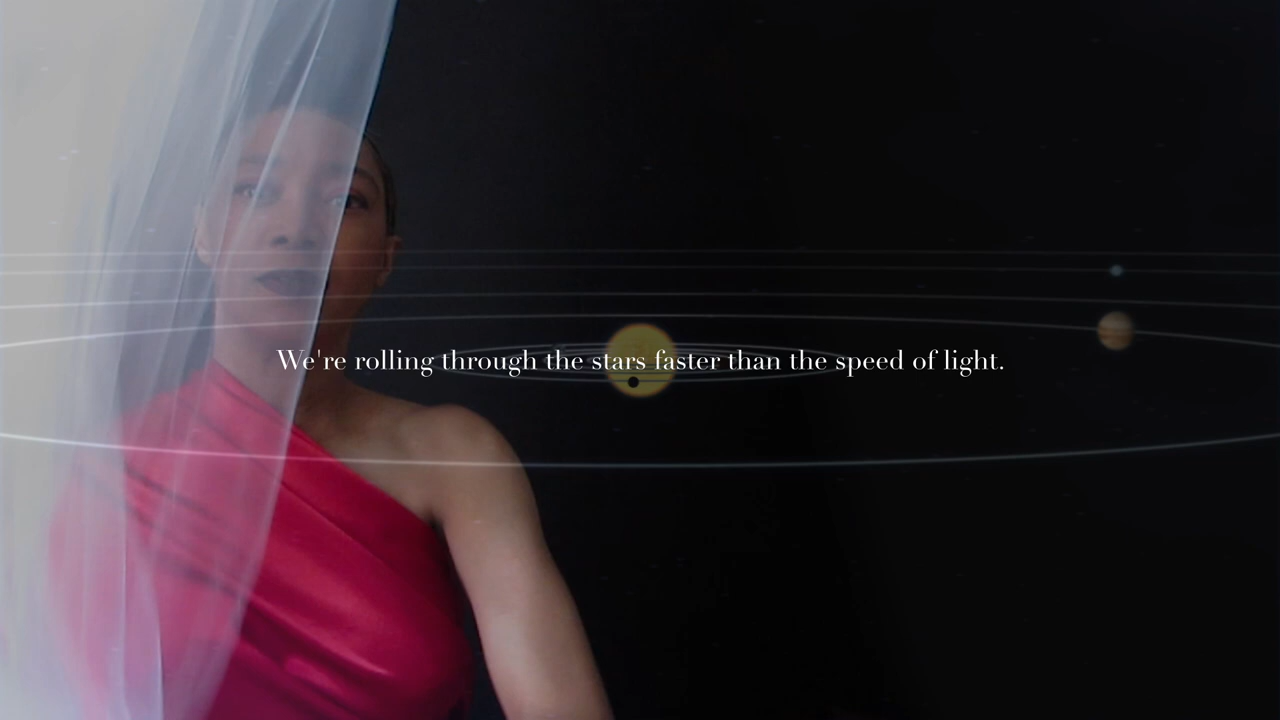 We're rolling through the stars faster than the speed of light.